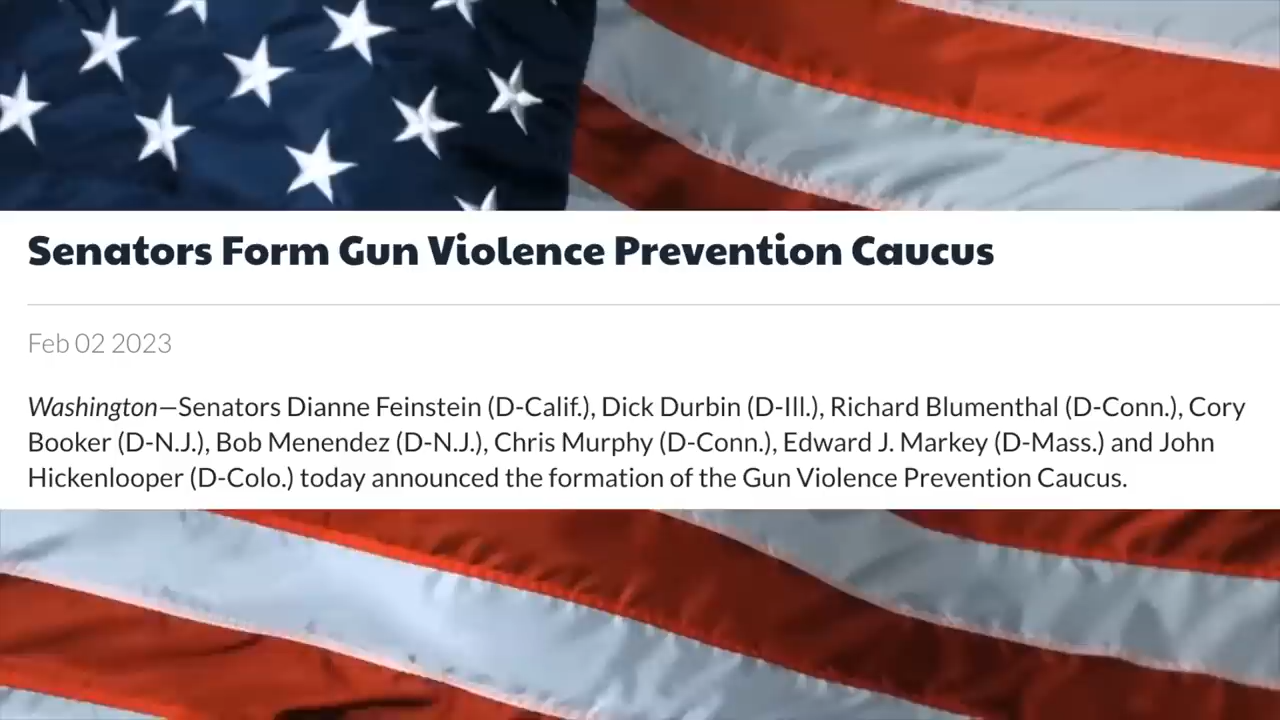 Senators Form Gun Violence Prevention Caucus
Feb 02 2023
Washington—Senators Dianne Feinstein (D-Calif.), Dick Durbin (D-Ill.), Richard Blumenthal (D-Conn.), Cory
Booker (D-N.J.), Bob Menendez (D-N.J.), Chris Murphy (D-Conn.), Edward J. Markey (D-Mass.) and John
Hickenlooper (D-Colo.) today announced the formation of the Gun Violence Prevention Caucus.